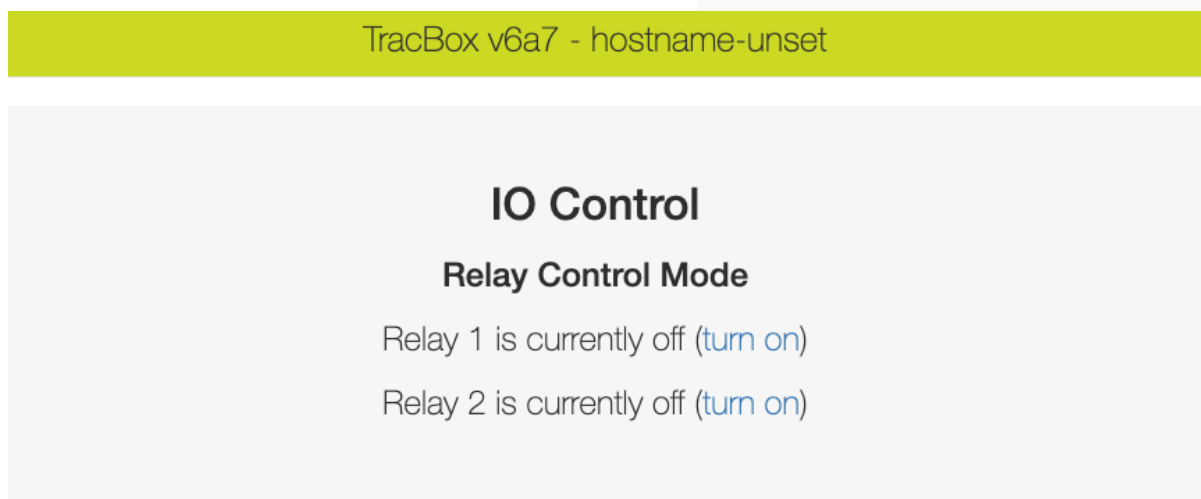 TracBox v6a7 - hostname-unset
IO Control
Relay Control Mode
Relay 1 is currently off (turn on)
Relay 2 is currently off (turn on)